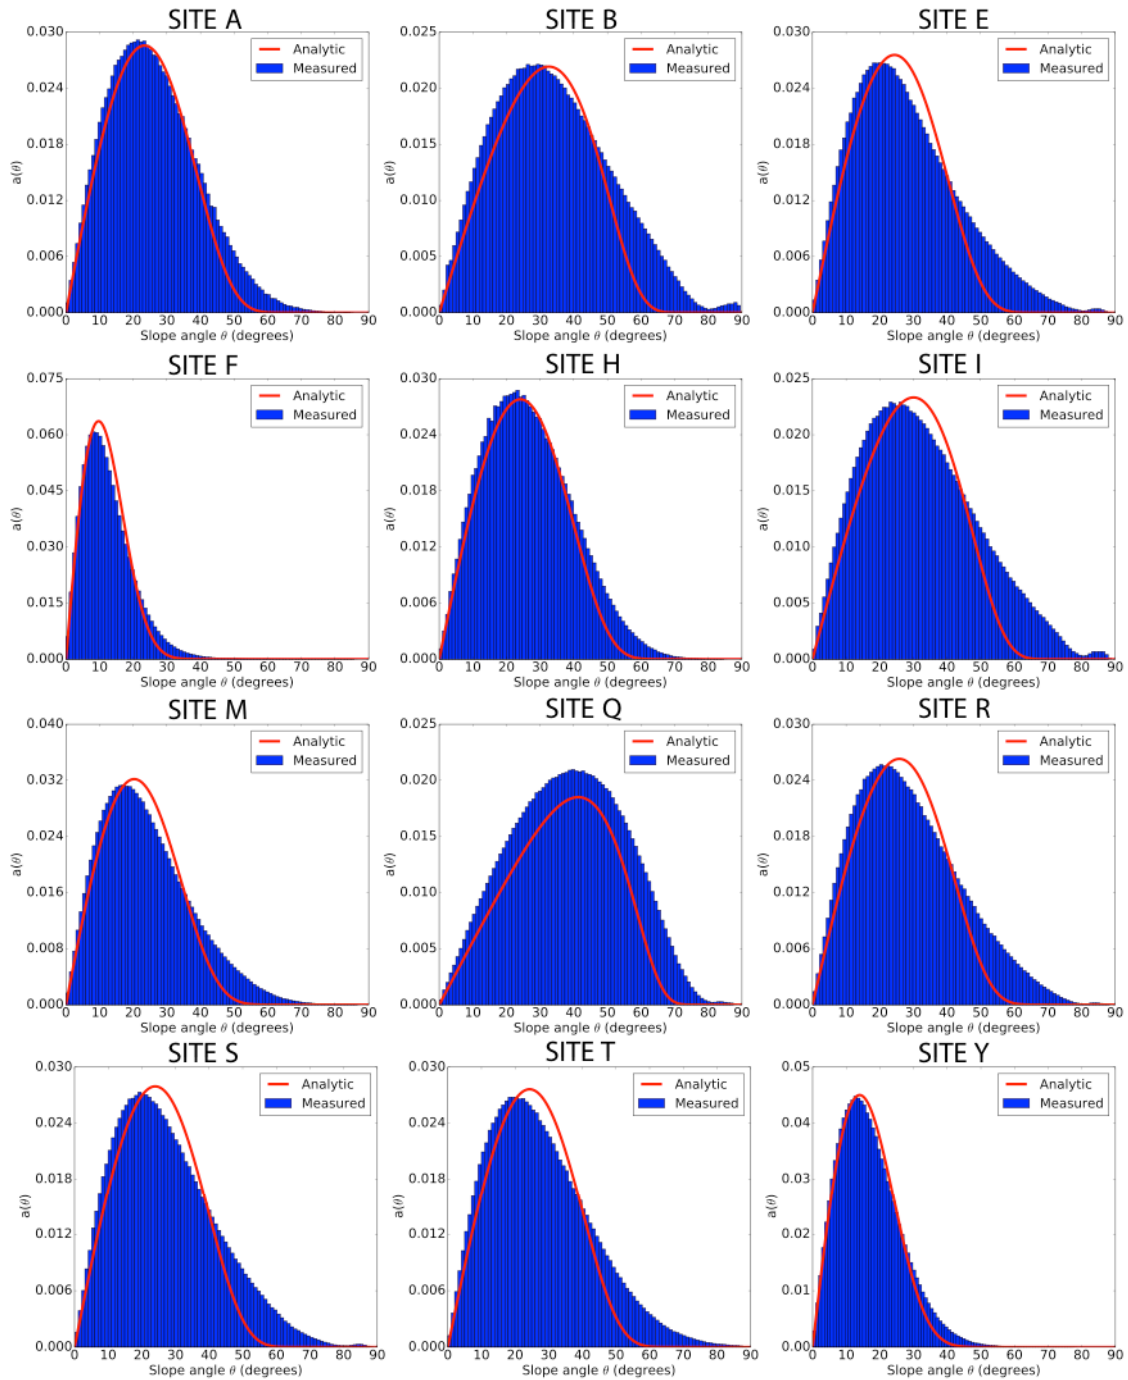 SITE A
0.030
0.024
0.018
0.012
0.006
0.000
a(θ)
Analytic
Measured
0 10 20 30 40 50 60 70 80 90
Slope angle θ (degrees)
SITE B
0.025
0.020
0.015
0.010
0.005
0.000
a(θ)
Analytic
Measured
0 10 20 30 40 50 60 70 80 90
Slope angle θ (degrees)
SITE E
0.030
0.024
0.018
0.012
0.006
0.000
a(θ)
Analytic
Measured
0 10 20 30 40 50 60 70 80 90
Slope angle θ (degrees)
SITE F
0.075
0.060
0.045
0.030
0.015
0.000
a(θ)
Analytic
Measured
0 10 20 30 40 50 60 70 80 90
Slope angle θ (degrees)
SITE H
0.030
0.024
0.018
0.012
0.006
0.000
a(θ)
Analytic
Measured
0 10 20 30 40 50 60 70 80 90
Slope angle θ (degrees)
SITE I
0.025
0.020
0.015
0.010
0.005
0.000
a(θ)
Analytic
Measured
0 10 20 30 40 50 60 70 80 90
Slope angle θ (degrees)
SITE M
0.040
0.032
0.024
0.016
0.008
0.000
a(θ)
Analytic
Measured
0 10 20 30 40 50 60 70 80 90
Slope angle θ (degrees)
SITE Q
0.025
0.020
0.015
0.010
0.005
0.000
a(θ)
Analytic
Measured
0 10 20 30 40 50 60 70 80 90
Slope angle θ (degrees)
SITE R
0.030
0.024
0.018
0.012
0.006
0.000
a(θ)
Analytic
Measured
0 10 20 30 40 50 60 70 80 90
Slope angle θ (degrees)
SITE S
0.030
0.024
0.018
0.012
0.006
0.000
a(θ)
Analytic
Measured
0 10 20 30 40 50 60 70 80 90
Slope angle θ (degrees)
SITE T
0.030
0.024
0.018
0.012
0.006
0.000
a(θ)
Analytic
Measured
0 10 20 30 40 50 60 70 80 90
Slope angle θ (degrees)
SITE Y
0.05
0.04
0.03
0.02
0.01
0.00
a(θ)
Analytic
Measured
0 10 20 30 40 50 60 70 80 90
Slope angle θ (degrees)